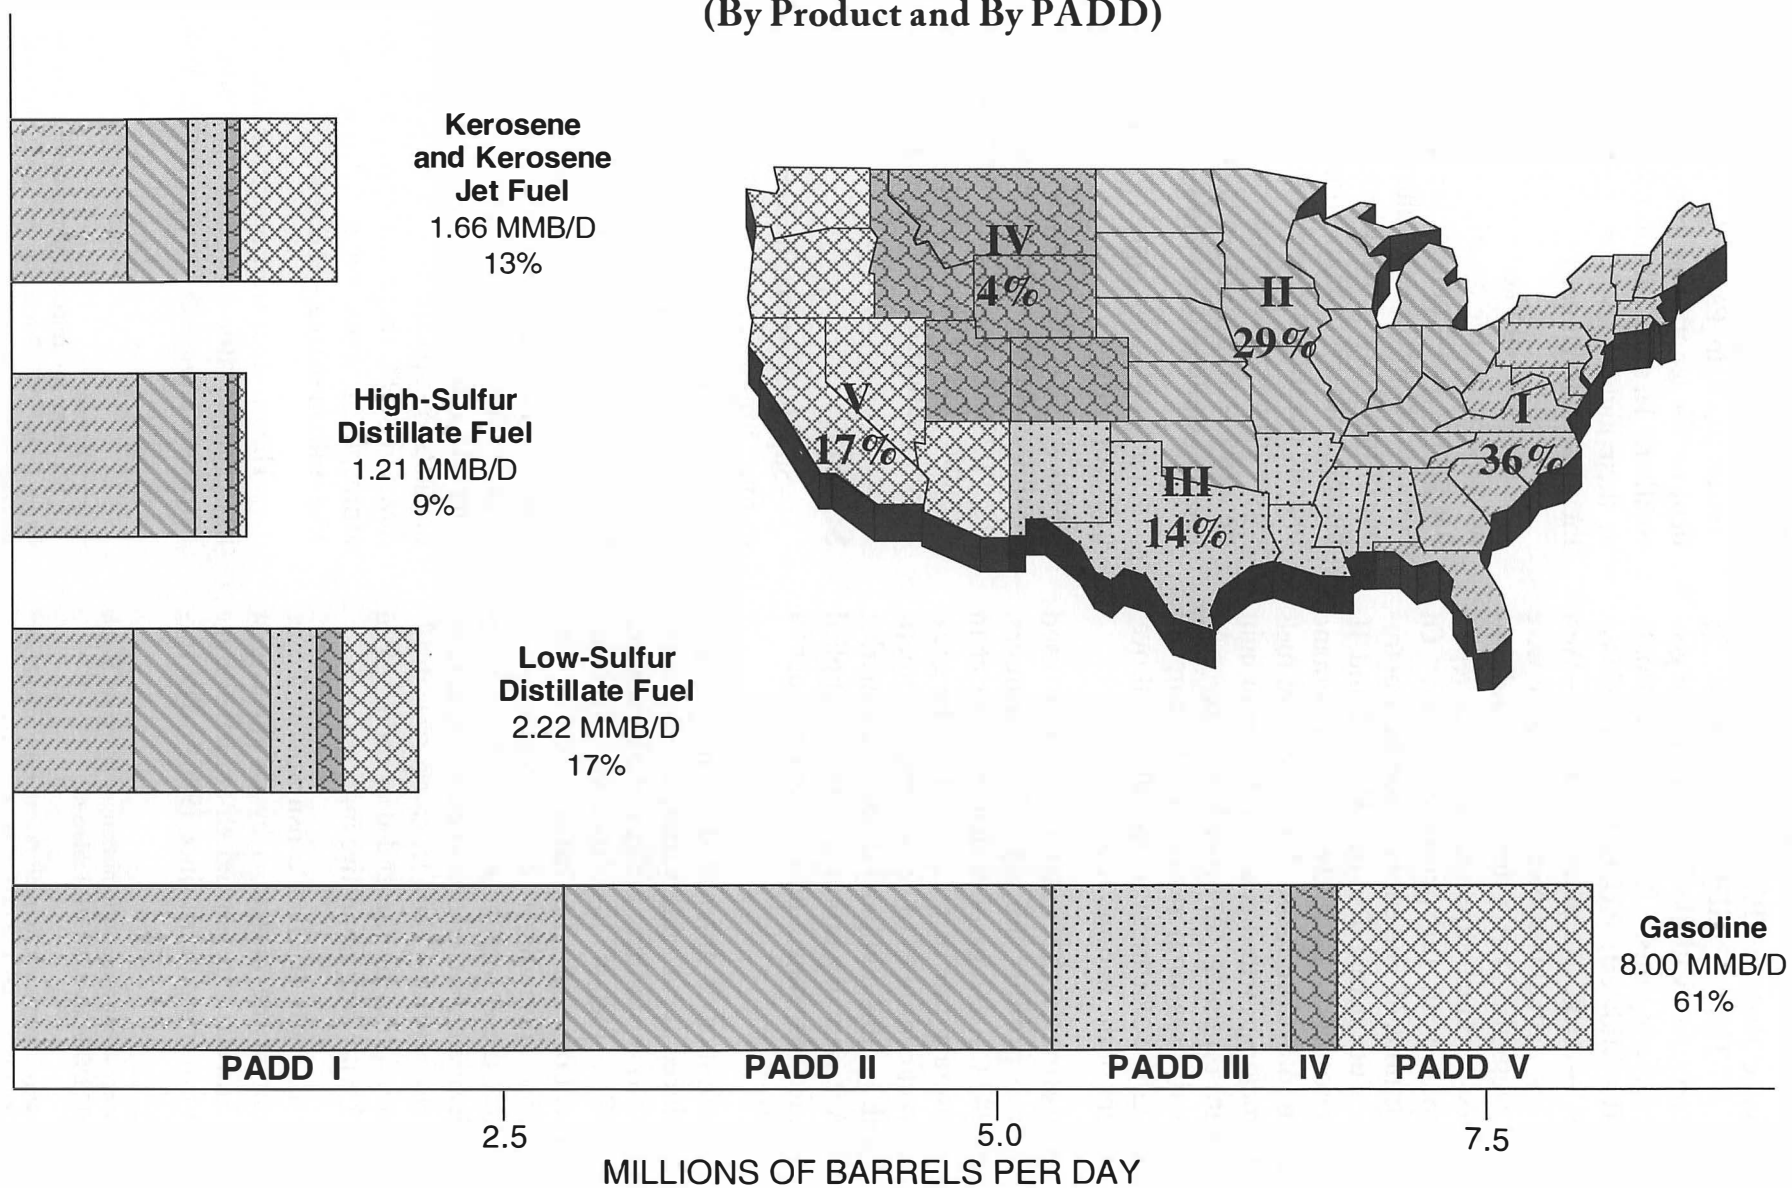 (By Product and By PADD)
Kerosene
and Kerosene
Jet Fuel
1.66 MMB/D
13%
High-Sulfur
Distillate Fuel
1.21 MMB/D
9%
Low-Sulfur
Distillate Fuel
2.22 MMB/D
17%
IV
4%
II
29%
V
17%
I
36%
III
14%
Gasoline
8.00 MMB/D
61%
PADD I
PADD II
PADD III
IV
PADD V
2.5
5.0
7.5
MILLIONS OF BARRELS PER DAY